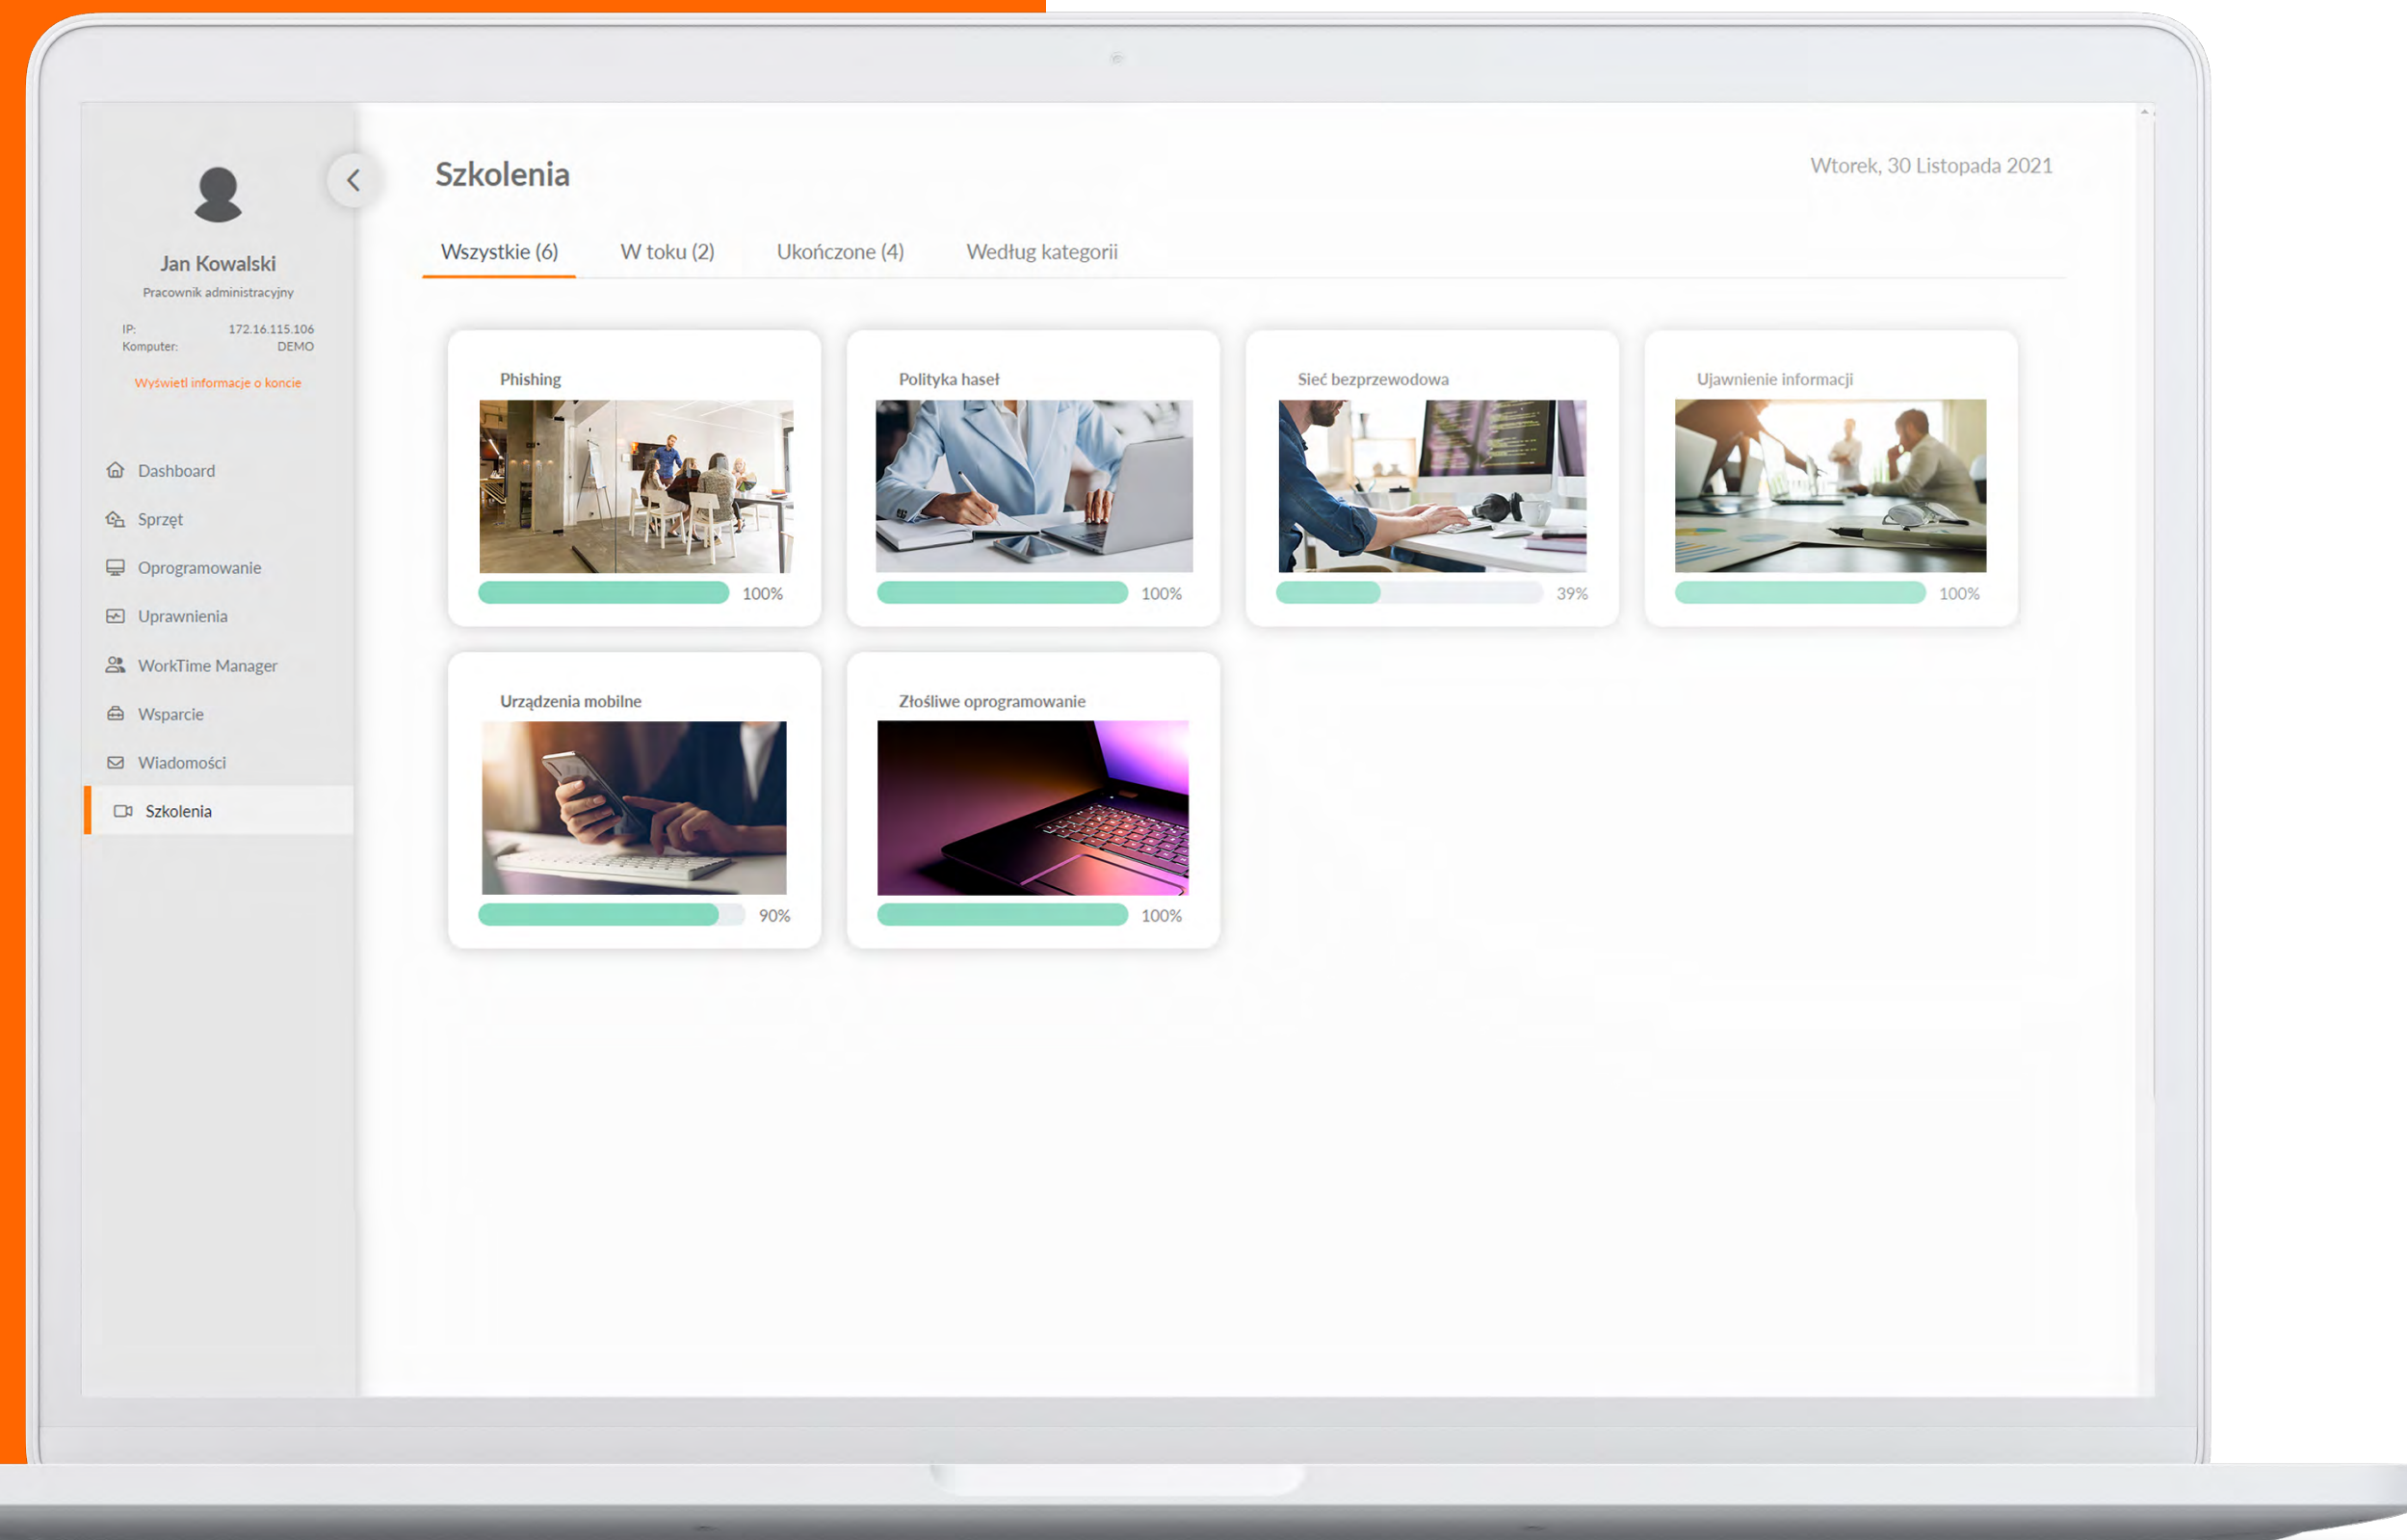 Jan Kowalski
Pracownik administracyjny
IP: 172.16.115.106
Komputer: DEMO
Wyświetl informacje o koncie
Dashboard
Sprzęt
Oprogramowanie
Uprawnienia
WorkTime Manager
Wsparcie
Wiadomości
Szkolenia
Szkolenia
Wtorek, 30 Listopada 2021
Wszystkie (6) W toku (2) Ukończone (4) Według kategorii
Phishing
100%
Polityka haseł
100%
Sieć bezprzewodowa
39%
Ujawnienie informacji
100%
Urządzenia mobilne
90%
Złośliwe oprogramowanie
100%